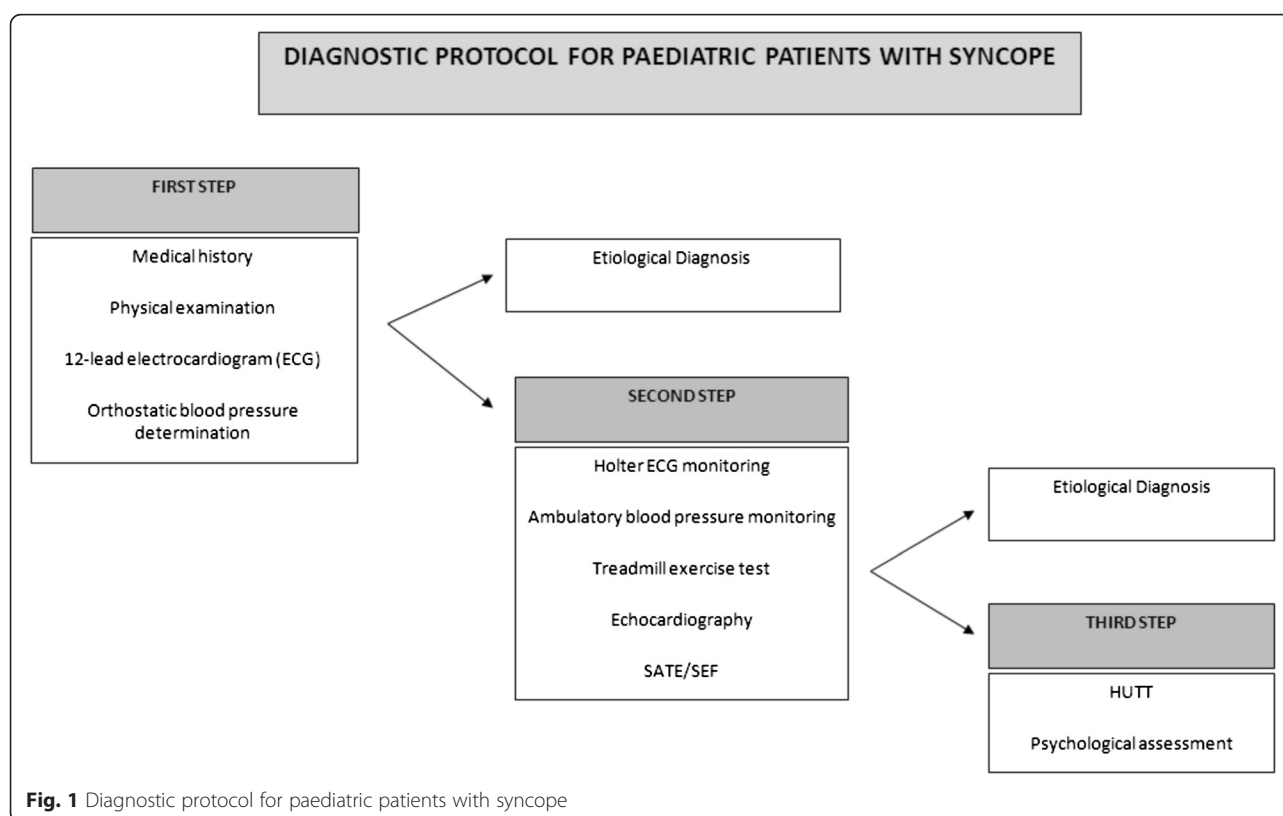 DIAGNOSTIC PROTOCOL FOR PAEDIATRIC PATIENTS WITH SYNCOPE
FIRST STEP
Medical history
Physical examination
12-lead electrocardiogram (ECG)
Orthostatic blood pressure
determination
Etiological Diagnosis
SECOND STEP
Holter ECG monitoring
Ambulatory blood pressure monitoring
Treadmill exercise test
Echocardiography
SATE/SEF
Etiological Diagnosis
THIRD STEP
HUTT
Psychological assessment
Fig. 1 Diagnostic protocol for paediatric patients with syncope